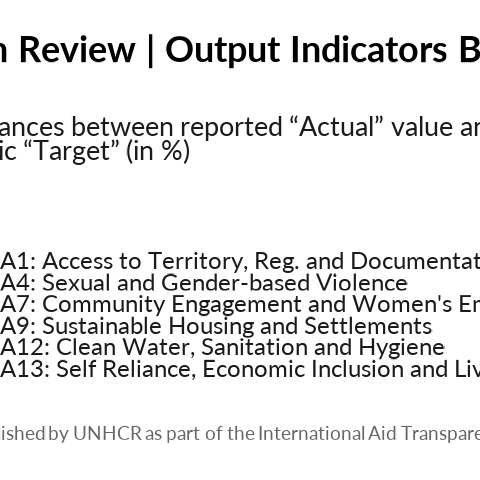 n Review | Output Indicators B
ances between reported “Actual” value ar
ic “Target” (in %)
A1: Access to Territory, Reg. and Documentat
A4: Sexual and Gender-based Violence
A7: Community Engagement and Women's En
A9: Sustainable Housing and Settlements
A12: Clean Water, Sanitation and Hygiene
A13: Self Reliance, Economic Inclusion and Liv
ished by UNHCR as part of the International Aid Transpare